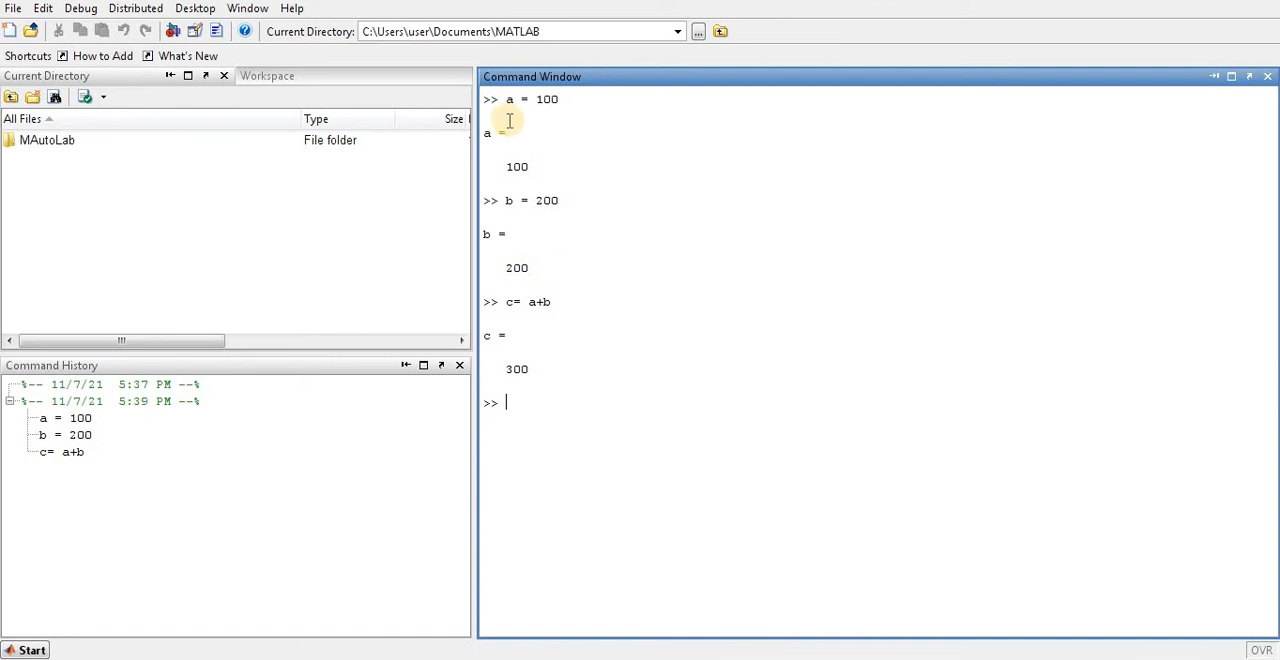 File Edit Debug Distributed Desktop Window Help
Current Directory: C:\Users\user\Documents\MATLAB ...
Shortcuts How to Add What's New
Current Directory Workspace
All Files Type Size
MAutoLab File folder
Command History
%-- 11/7/21 5:37 PM --%
%-- 11/7/21 5:39 PM --%
a = 100
b = 200
c= a+b
Command Window
>> a = 100
a =
100
>> b = 200
b =
200
>> c= a+b
c =
300
>>
Start OVR